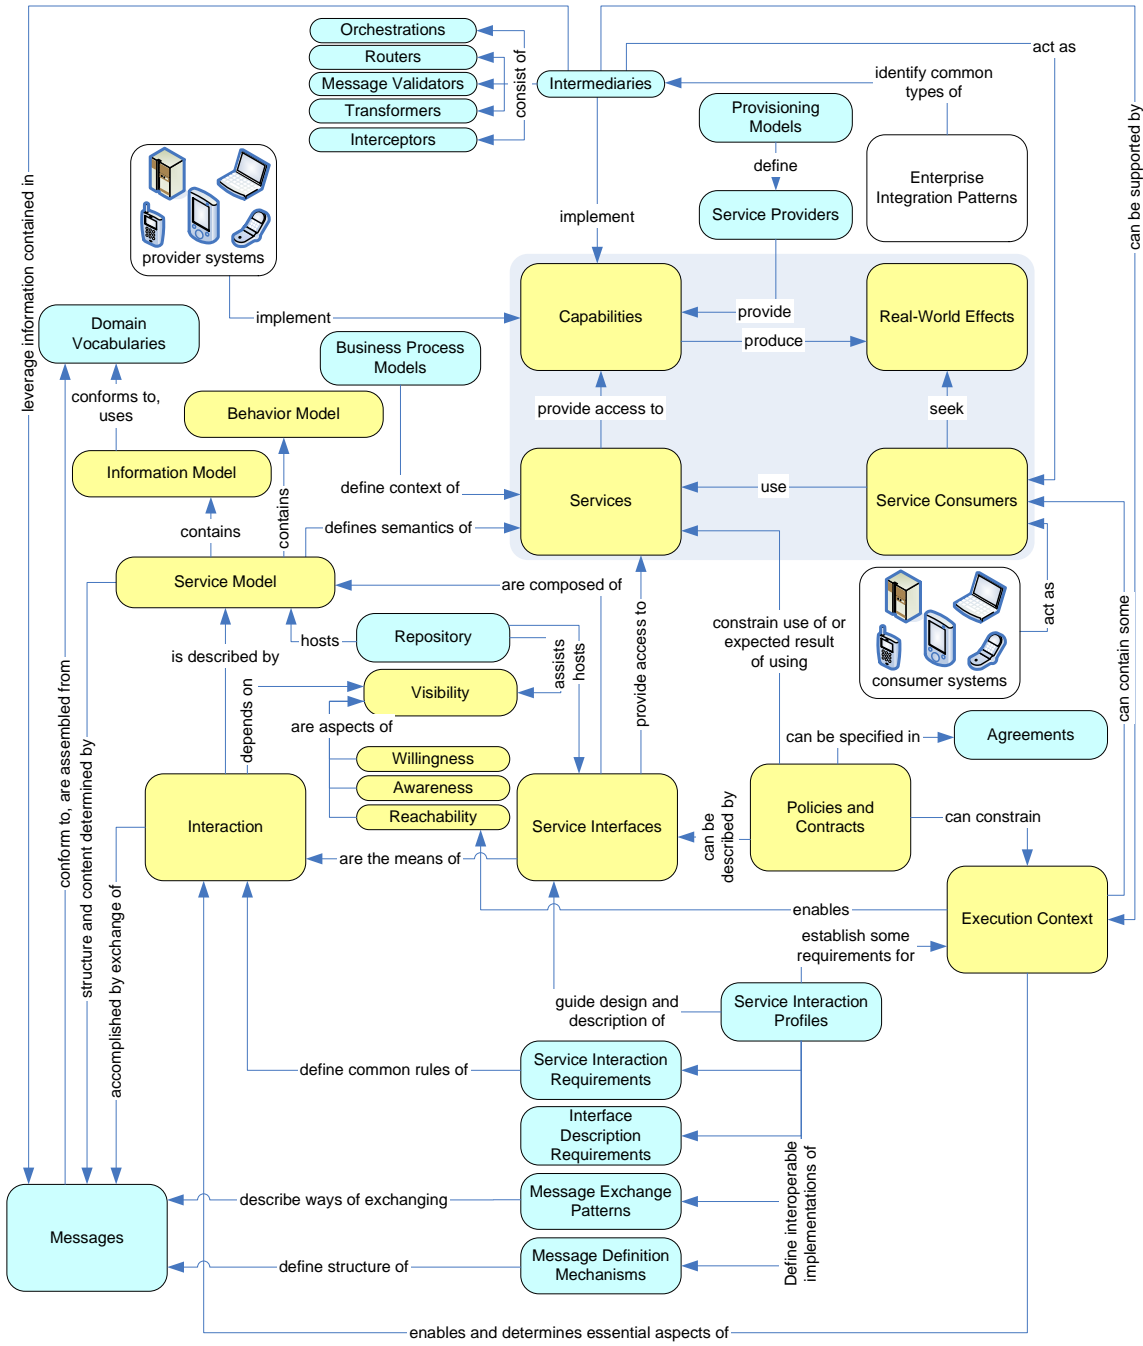 Orchestrations
Routers
Message Validators
Transformers
Interceptors
consist of
Intermediaries
act as
identify common
types of
Provisioning
Models
define
Service Providers
Enterprise
Integration Patterns
can be supported by
leverage information contained in
provider systems
implement
implement
Capabilities
Real-World Effects
provide
produce
Domain
Vocabularies
Business Process
Models
conforms to,
uses
Behavior Model
provide access to
seek
Information Model
define context of
Services
use
Service Consumers
contains
contains
defines semantics of
Service Model
are composed of
hosts
Repository
assists
hosts
provide access to
constrain use of or
expected result
of using
act as
consumer systems
can contain some
is described by
depends on
Visibility
are aspects of
Willingness
Awareness
Reachability
can be specified in
Agreements
conform to, are assembled from
structure and content determined by
accomplished by exchange of
Interaction
Service Interfaces
can be
described by
Policies and
Contracts
can constrain
are the means of
enables
Execution Context
establish some
requirements for
guide design and
description of
Service Interaction
Profiles
define common rules of
Service Interaction
Requirements
Interface
Description
Requirements
Define interoperable
implementations of
describe ways of exchanging
Message Exchange
Patterns
Messages
define structure of
Message Definition
Mechanisms
enables and determines essential aspects of